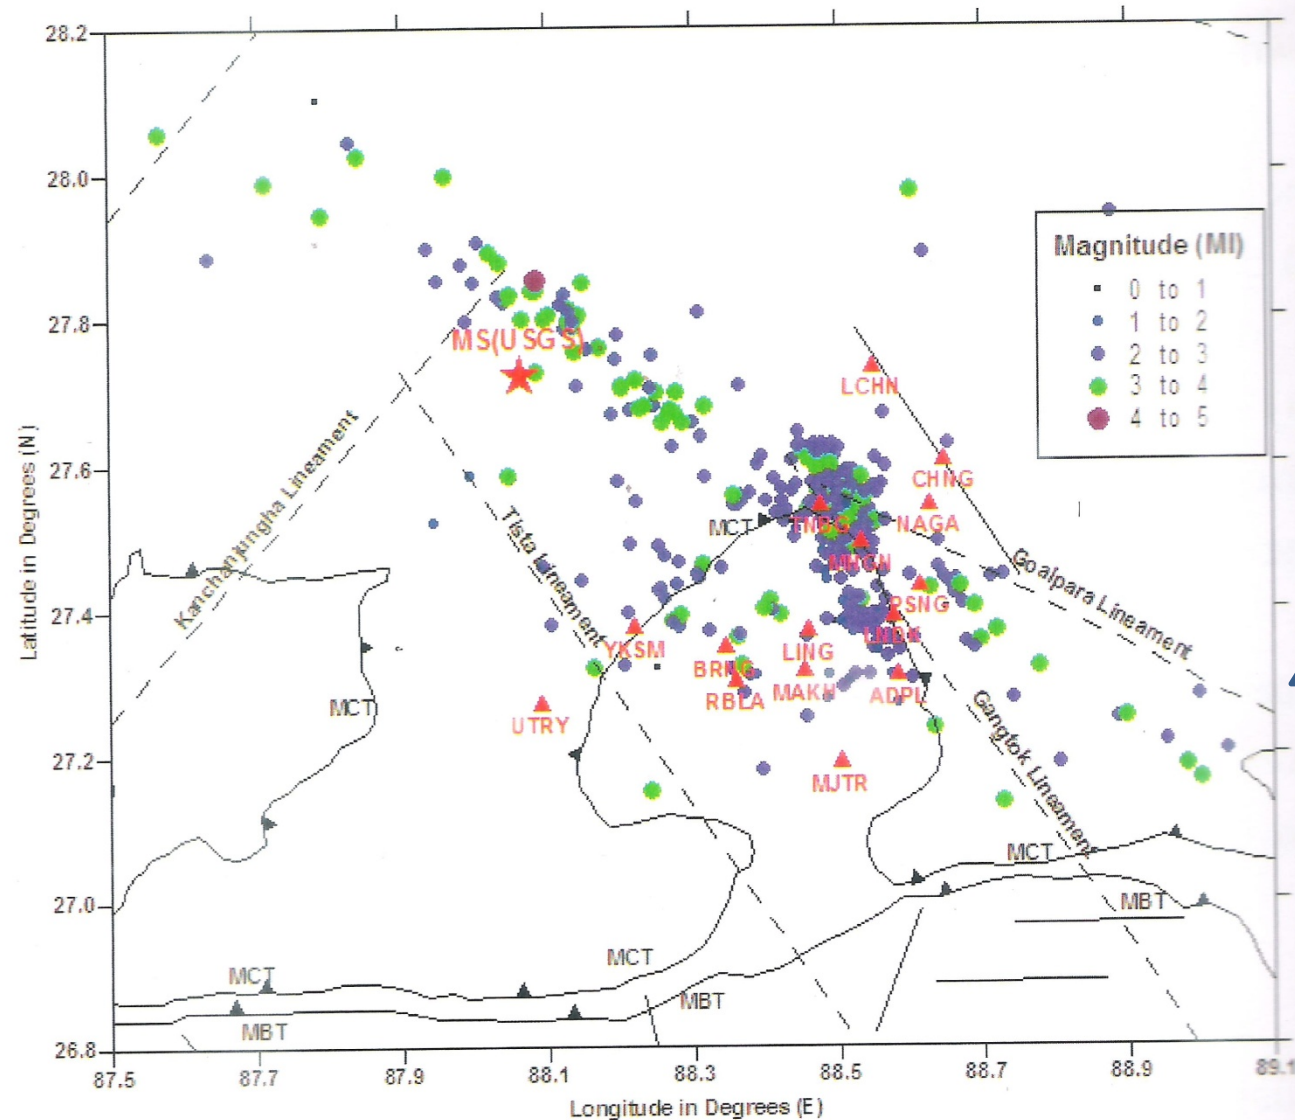 28.2
28.0
27.8
27.6
27.4
27.2
27.0
26.8
Latitude in Degrees (N)
Magnitude (Ml)
0 to 1
1 to 2
2 to 3
3 to 4
4 to 5
MS(USGS)
LCHN
CHNG
NAGA
TNBG
MCT
MHGN
Kanchanjungha Lineament
Tista Lineament
Goalpara Lineament
PSNG
YKSM
LING
BRNG
RBLA
MAKH
ADPL
MCT
UTRY
Gangtok Lineament
MJTR
MCT
MBT
MCT
MCT
MBT
MBT
87.5
87.7
87.9
88.1
88.3
88.5
88.7
88.9
89.1
Longitude in Degrees (E)